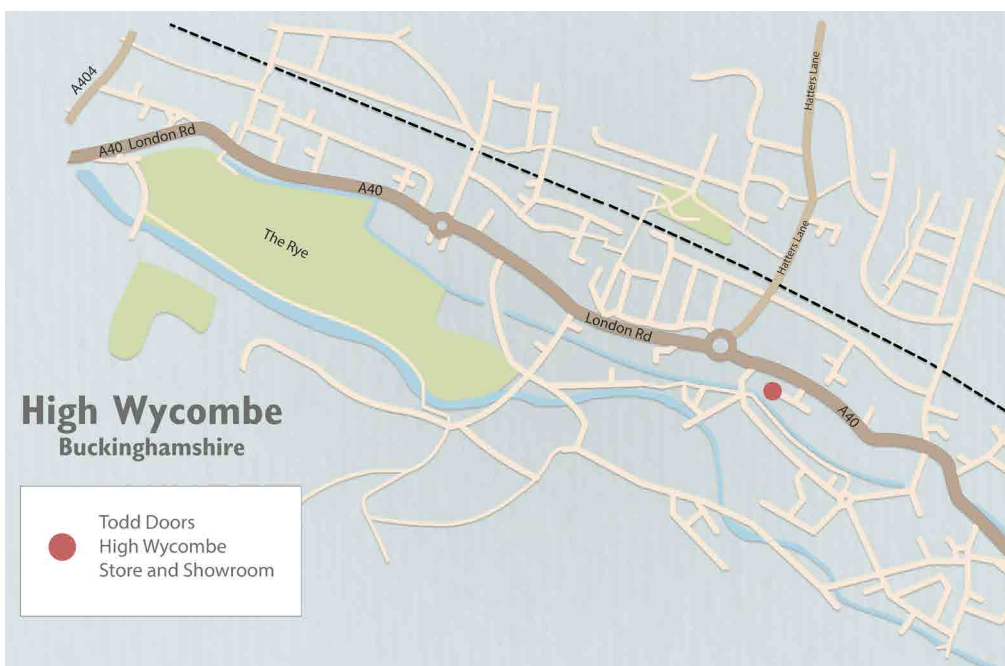 A404
Hatters Lane
A40 London Rd
A40
The Rye
Hatters Lane
London Rd
A40
High Wycombe
Buckinghamshire
Todd Doors
High Wycombe
Store and Showroom